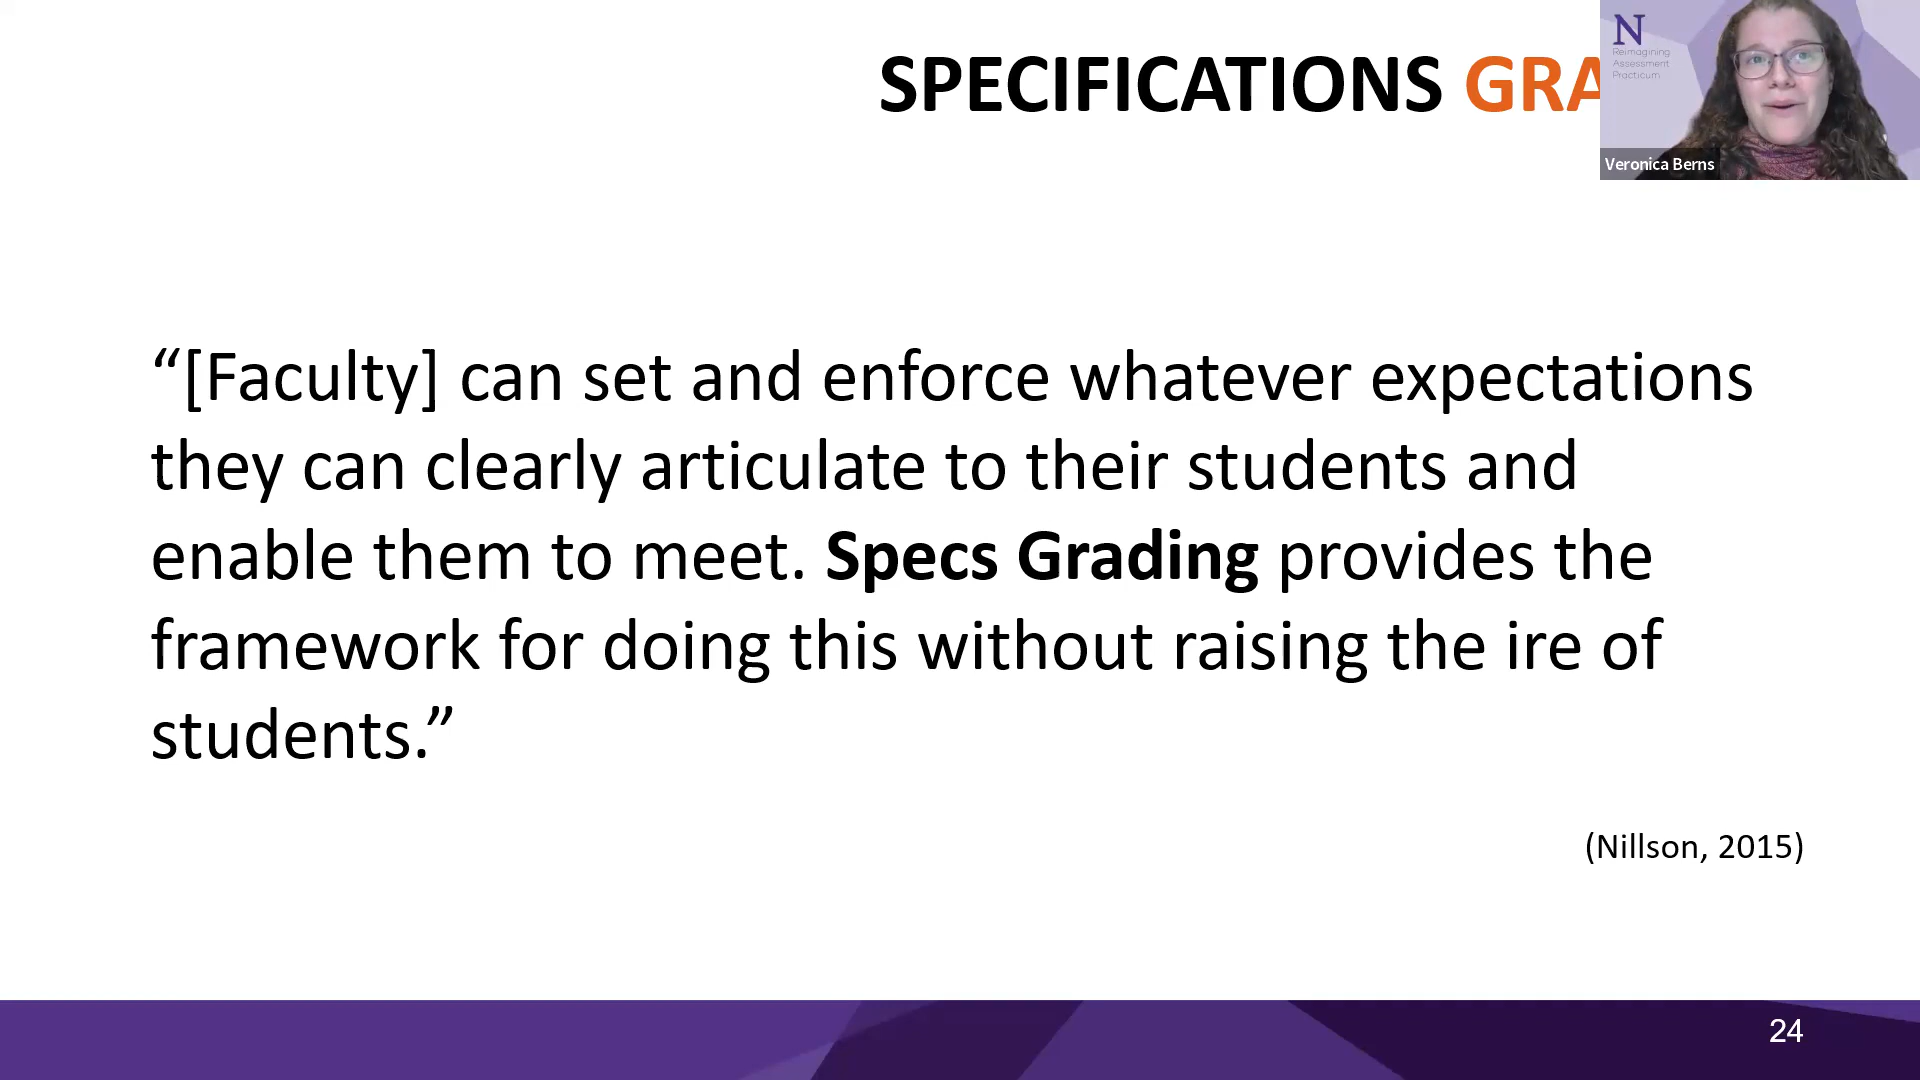 SPECIFICATIONS GRA
N
Reimagining
Assessment
Practicum
Veronica Berns
“[Faculty] can set and enforce whatever expectations
they can clearly articulate to their students and
enable them to meet. Specs Grading provides the
framework for doing this without raising the ire of
students.”
(Nillson, 2015)
24